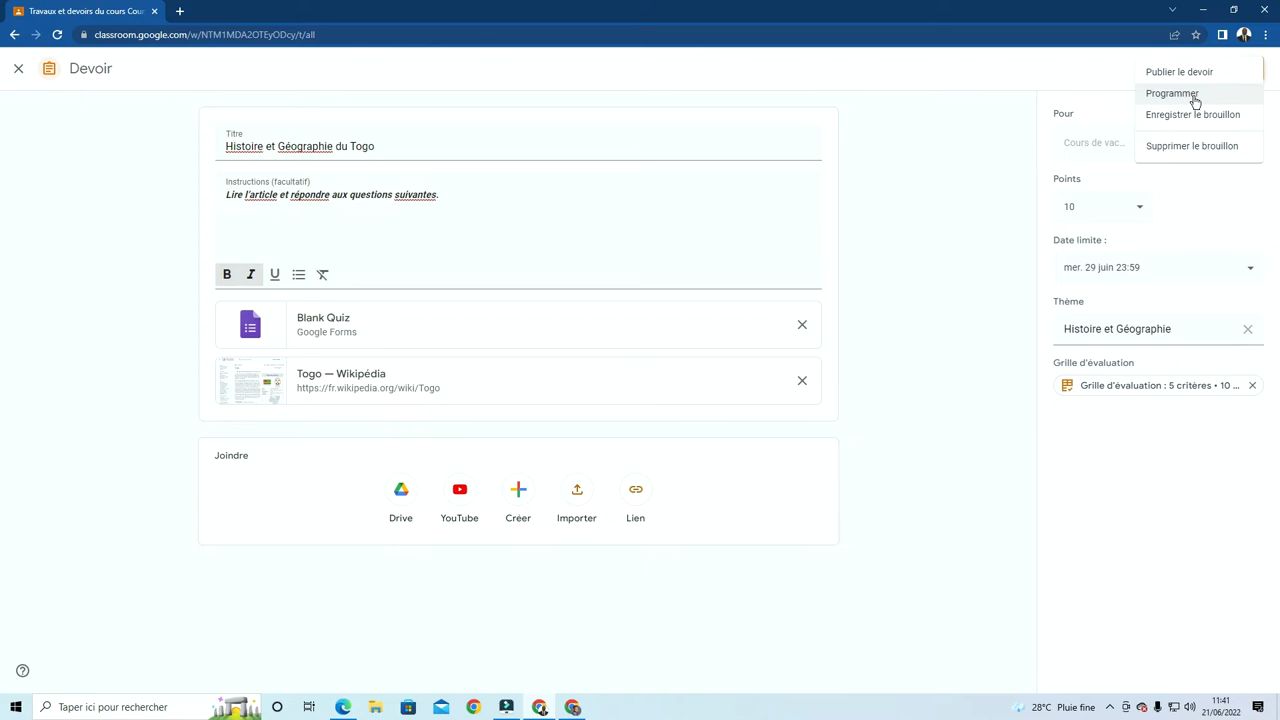 Travaux et devoirs du cours Cour
classroom.google.com/w/NTM1MDA2OTEyODcy/t/all
Devoir
Publier le devoir
Programmer
Enregistrer le brouillon
Supprimer le brouillon
Titre
Histoire et Géographie du Togo
Instructions (facultatif)
Lire l'article et répondre aux questions suivantes.
B I U
Blank Quiz
Google Forms
Togo — Wikipédia
https://fr.wikipedia.org/wiki/Togo
Joindre
Drive
YouTube
Créer
Importer
Lien
Pour
Cours de vac...
Points
10
Date limite :
mer. 29 juin 23:59
Thème
Histoire et Géographie
Grille d'évaluation
Grille d'évaluation : 5 critères • 10 ...
Taper ici pour rechercher
28°C Pluie fine
11:41
21/06/2022